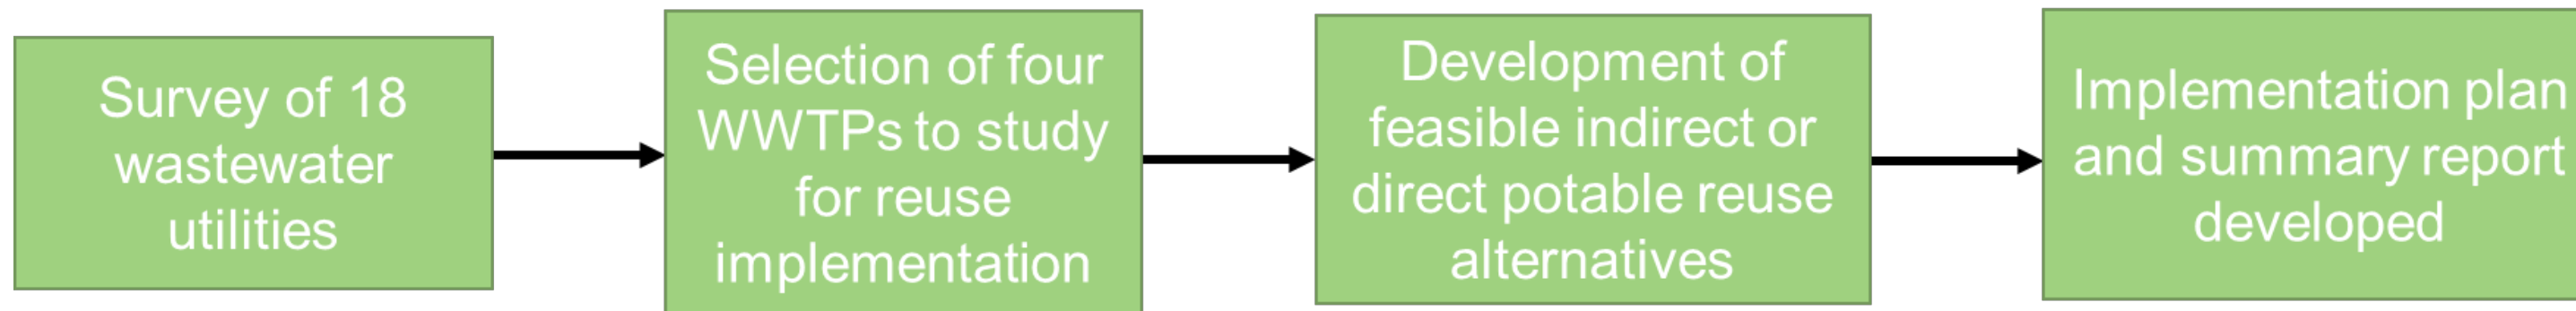 Survey of 18
wastewater
utilities
Selection of four
WWTPs to study
for reuse
implementation
Development of
feasible indirect or
direct potable reuse
alternatives
Implementation plan
and summary report
developed